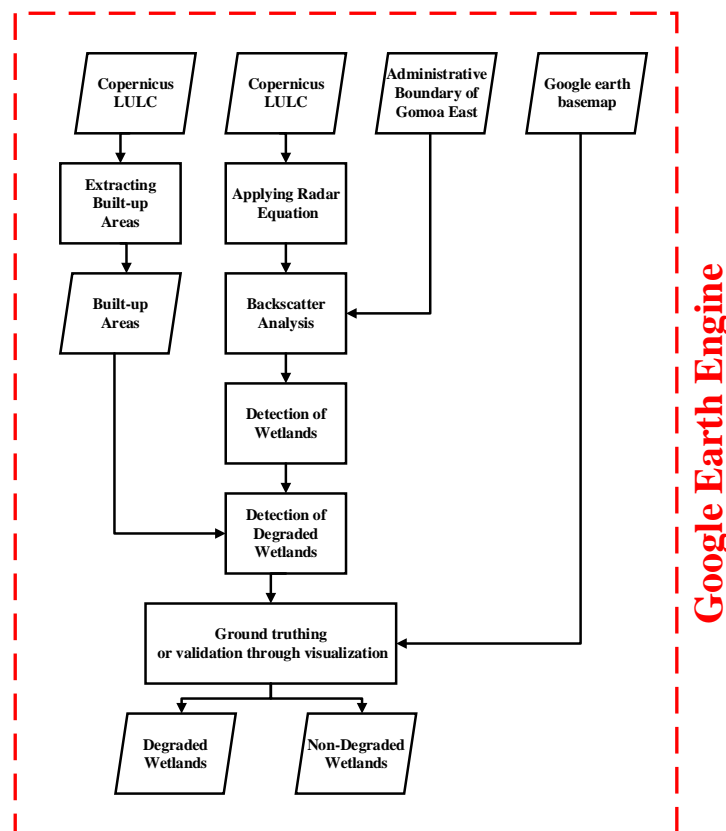 Copernicus
LULC
Copernicus
LULC
Administrative
Boundary of
Gomoa East
Google earth
basemap
Extracting
Built-up
Areas
Applying Radar
Equation
Built-up
Areas
Backscatter
Analysis
Detection of
Wetlands
Detection of
Degraded
Wetlands
Ground truthing
or validation through visualization
Degraded
Wetlands
Non-Degraded
Wetlands
Google Earth Engine